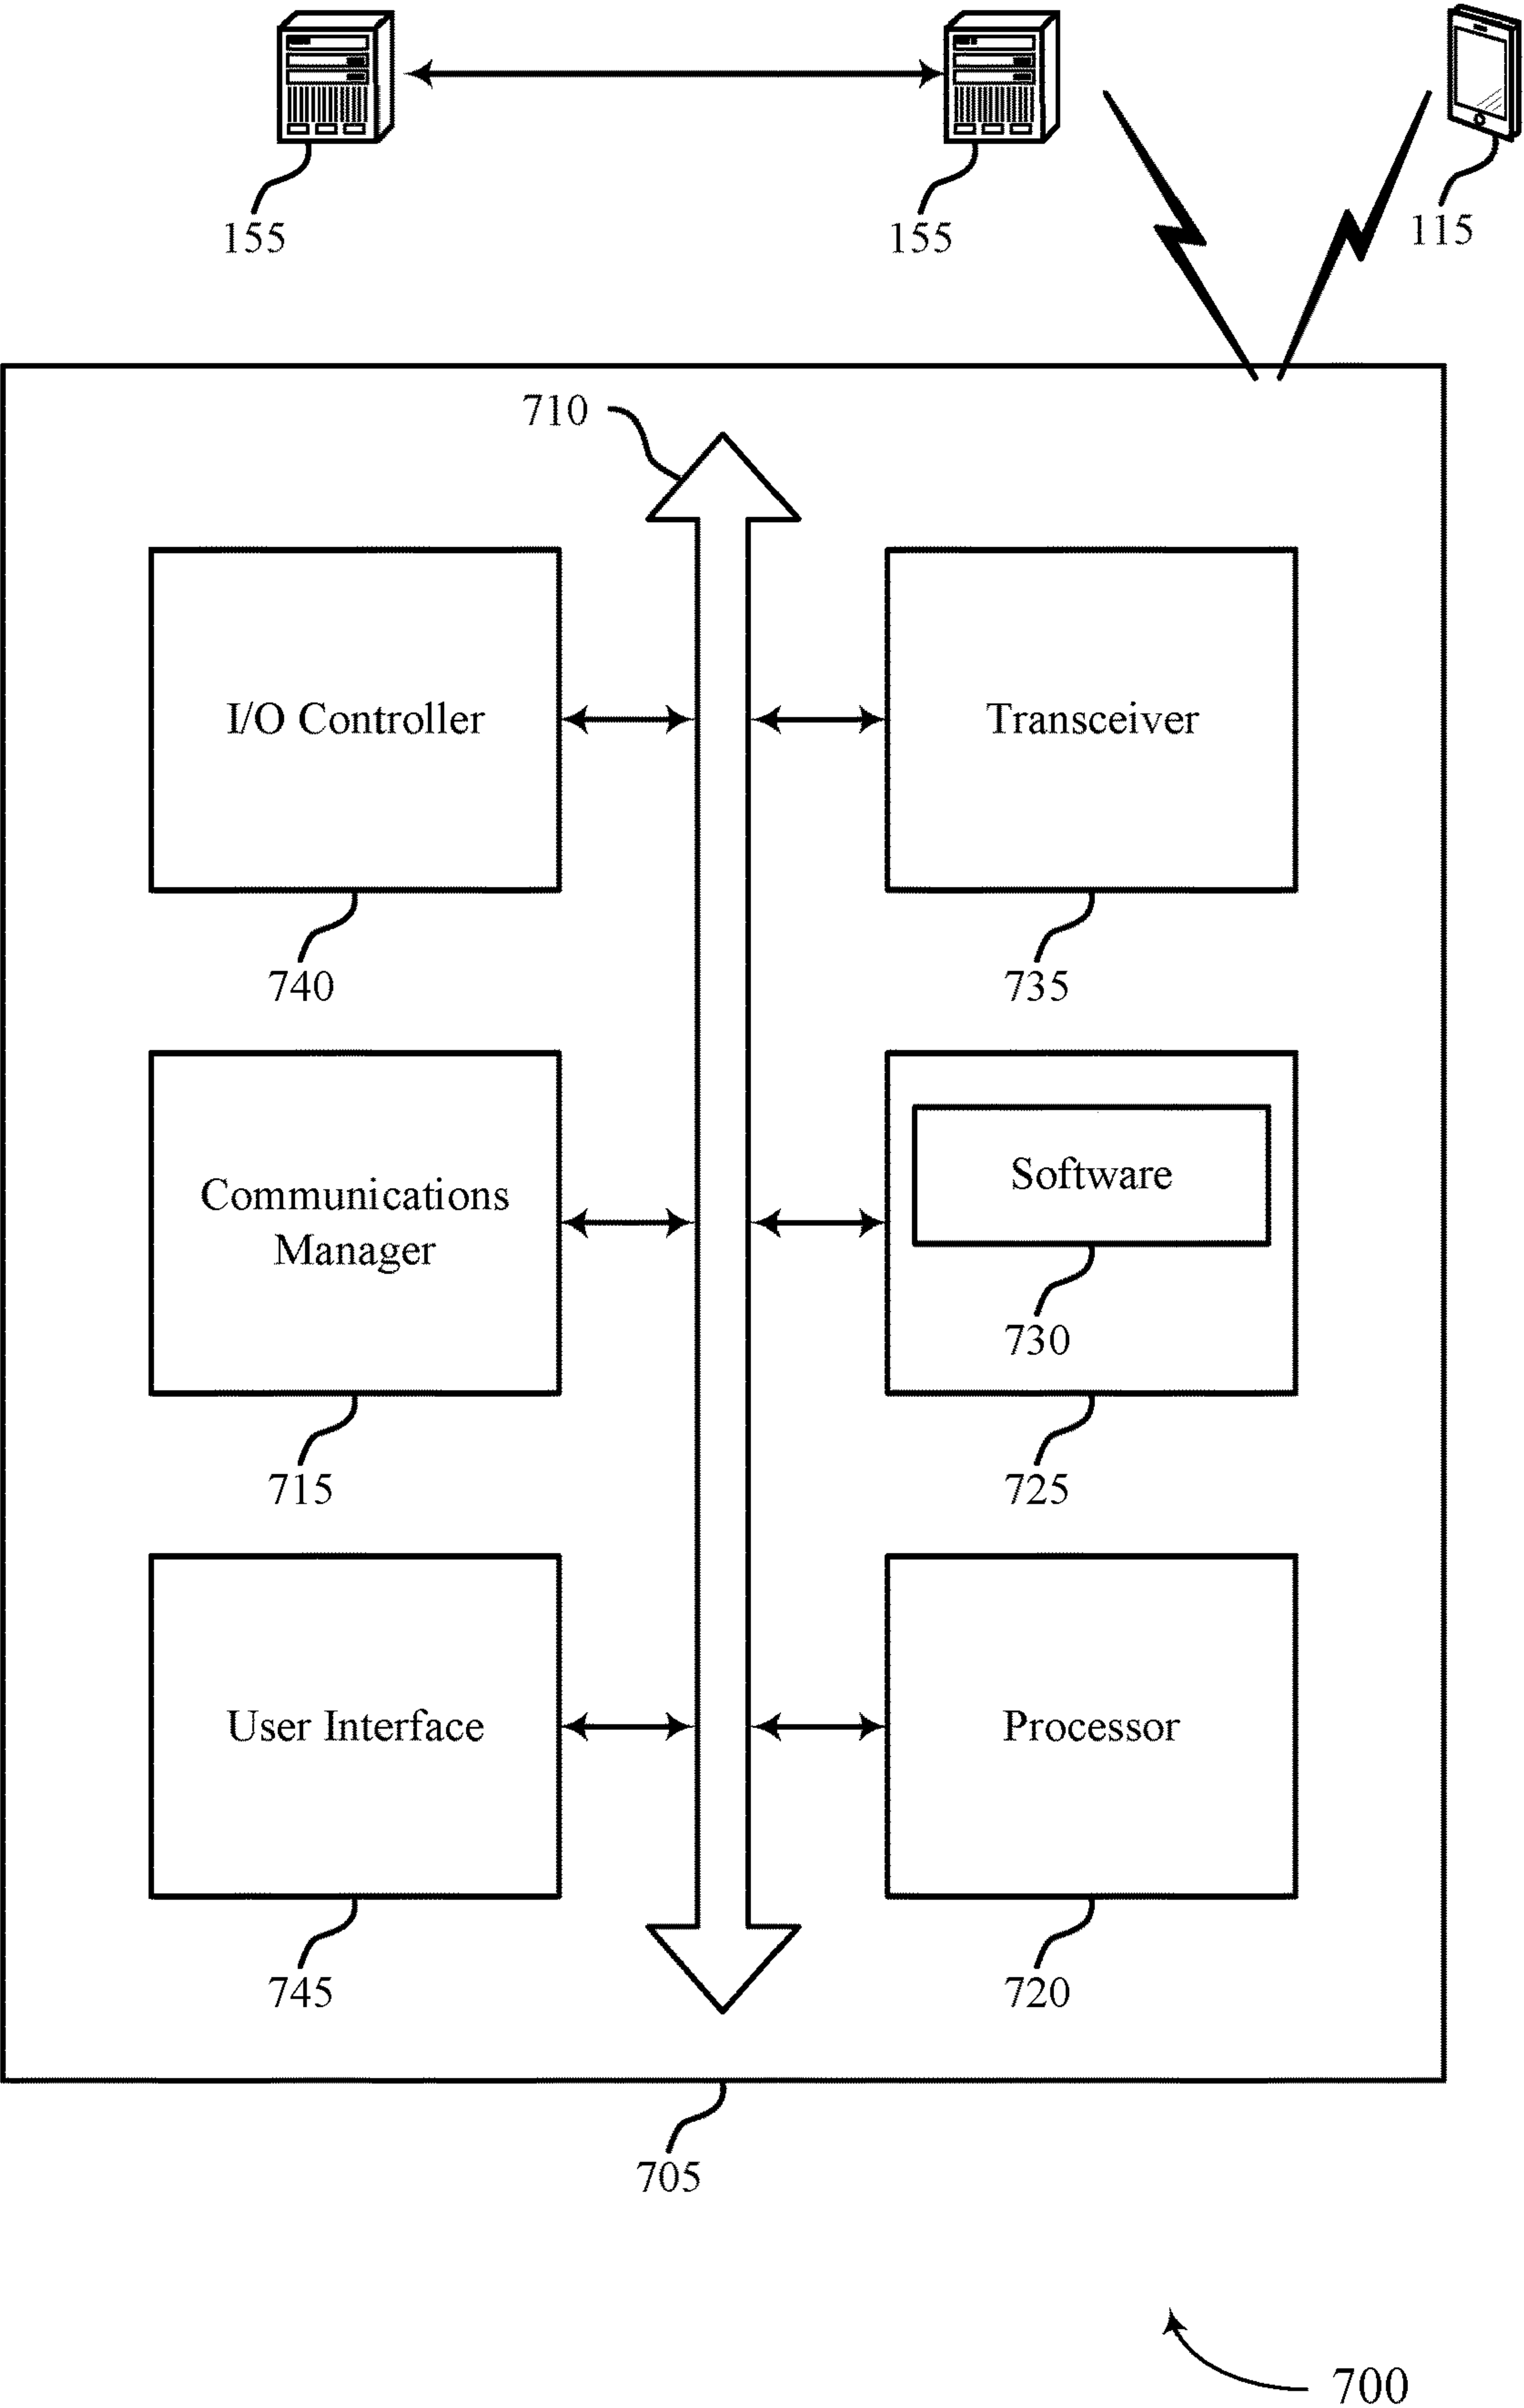 155
155
115
710
I/O Controller
Transceiver
740
735
Communications
Manager
Software
730
715
725
User Interface
Processor
745
720
705
700